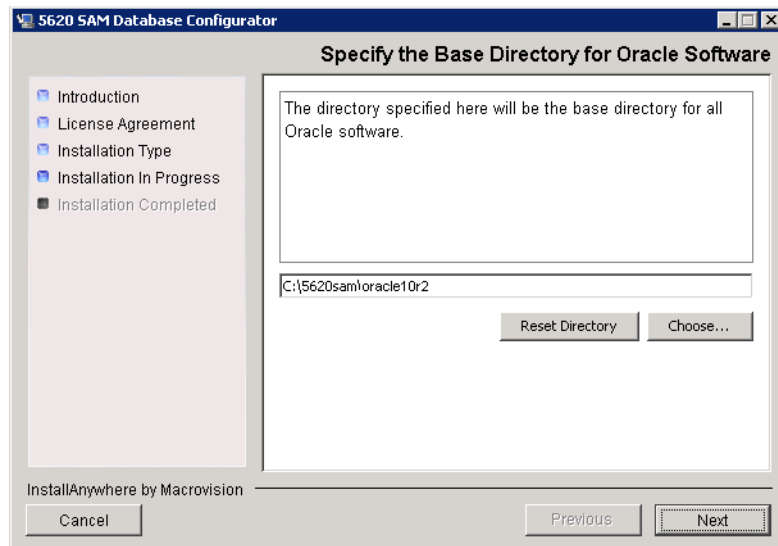 5620 SAM Database Configurator
Specify the Base Directory for Oracle Software
Introduction
License Agreement
Installation Type
Installation In Progress
Installation Completed
The directory specified here will be the base directory for all
Oracle software.
C:\5620sam\oracle10r2
Reset Directory
Choose...
InstallAnywhere by Macrovision
Cancel
Previous
Next